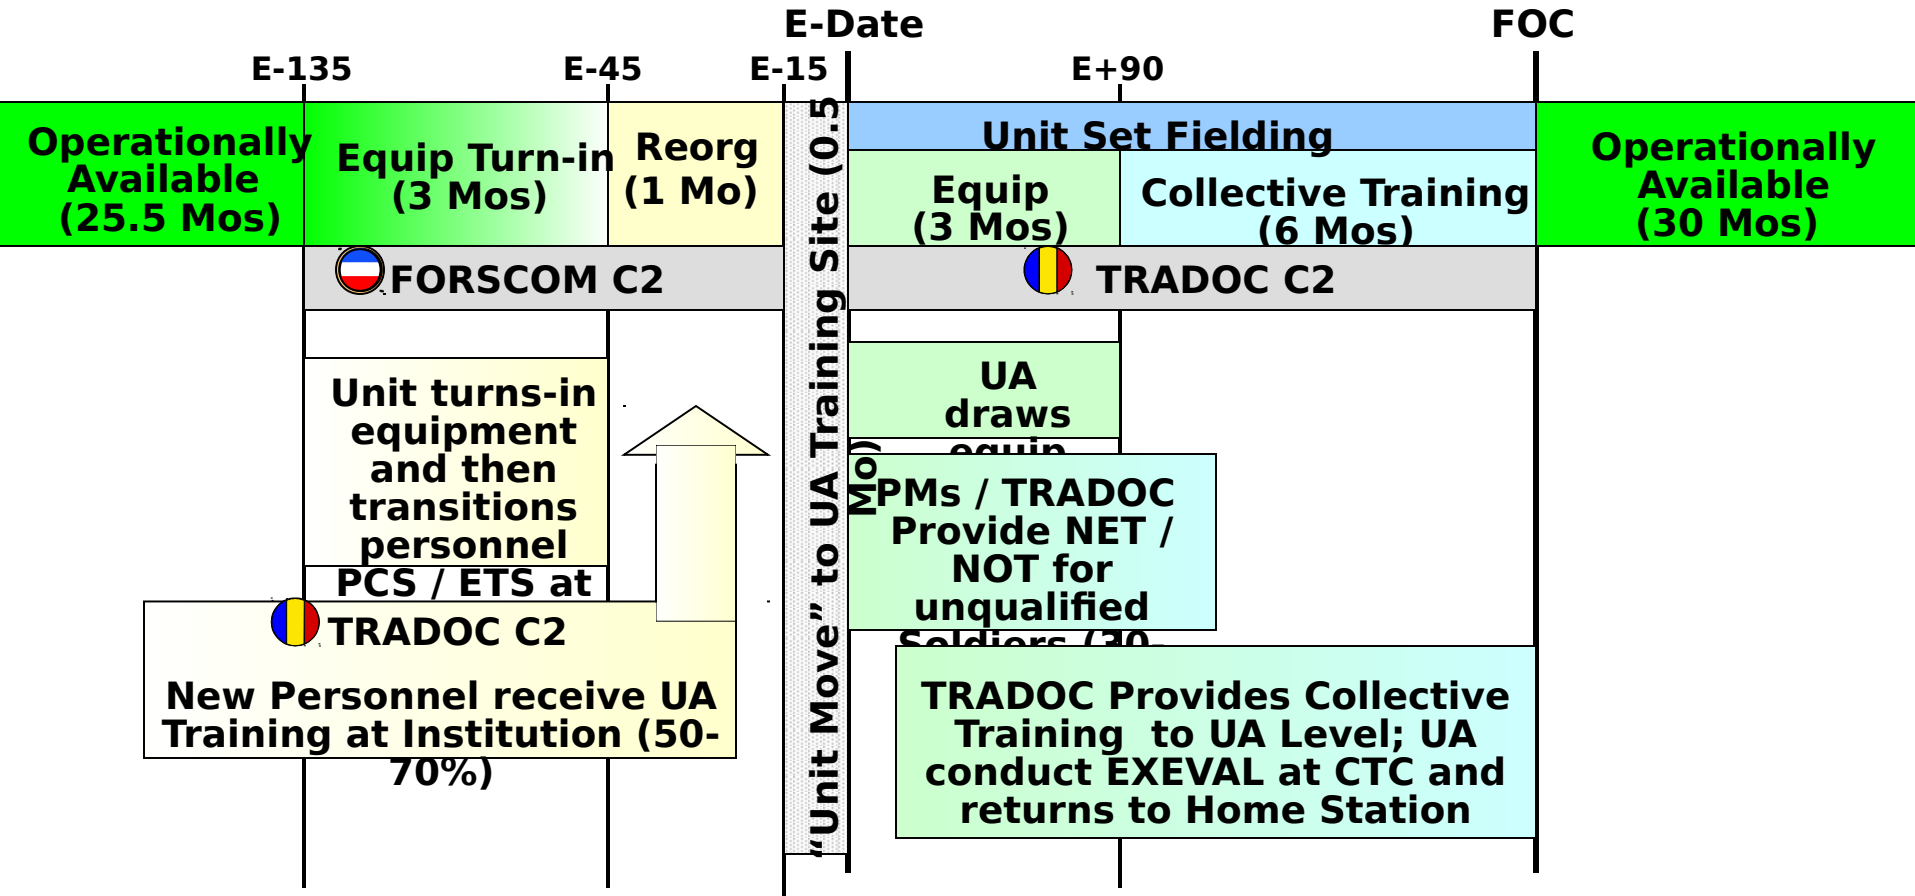 E-Date
FOC
E-135
E-45
E-15
E+90
Operationally
Available
(25.5 Mos)
Equip Turn-in
(3 Mos)
Reorg
(1 Mo)
“Unit Move” to UA Training Site (0.5
Mo)
Unit Set Fielding
Equip
(3 Mos)
Collective Training
(6 Mos)
Operationally
Available
(30 Mos)
FORSCOM C2
TRADOC C2
Unit turns-in
equipment
and then
transitions
personnel
PCS / ETS at
UA
draws
equip
PMs / TRADOC
Provide NET /
NOT for
unqualified
Soldiers (30-
TRADOC C2
New Personnel receive UA
Training at Institution (50-
70%)
TRADOC Provides Collective
Training  to UA Level; UA
conduct EXEVAL at CTC and
returns to Home Station